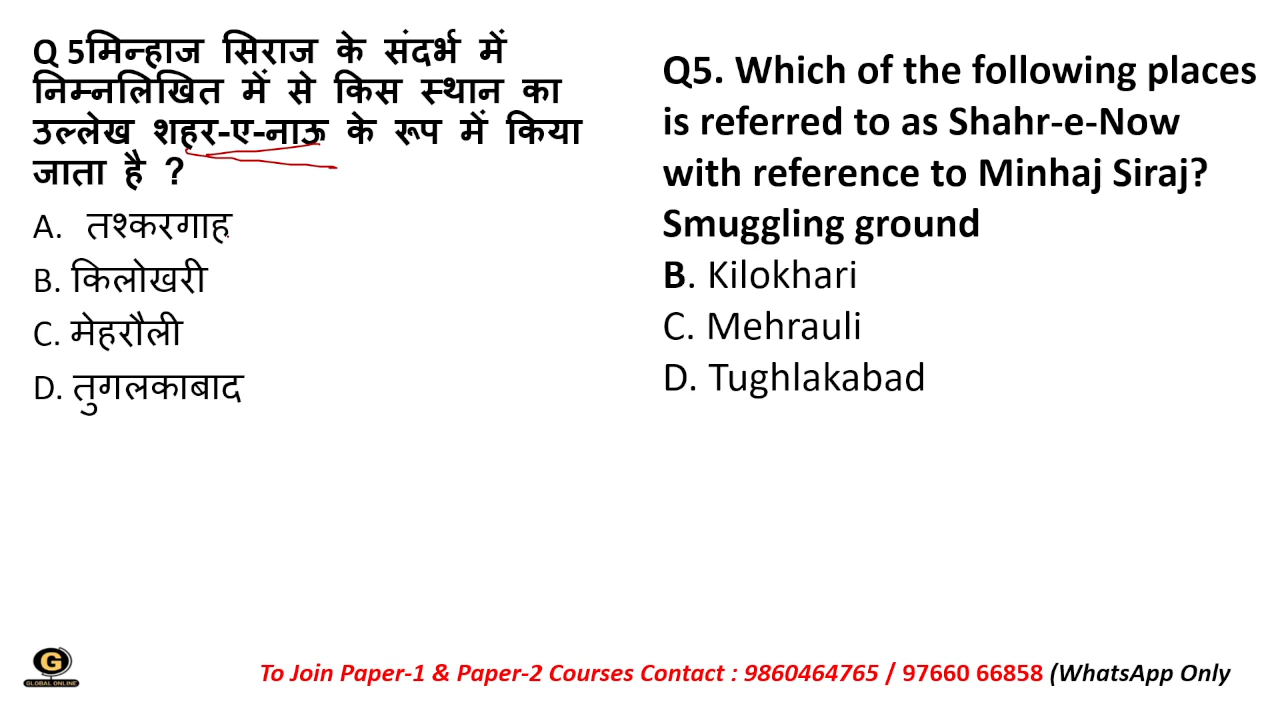 Q 5मिन्हाज सिराज के संदर्भ में
निम्नलिखित में से किस स्थान का
उल्लेख शहर-ए-नाऊ के रूप में किया
जाता है ?
A. तश्करगाह
B. किलोखरी
C. मेहरौली
D. तुगलकाबाद
Q5. Which of the following places
is referred to as Shahr-e-Now
with reference to Minhaj Siraj?
Smuggling ground
B. Kilokhari
C. Mehrauli
D. Tughlakabad
G
GLOBAL ONLINE
To Join Paper-1 & Paper-2 Courses Contact : 9860464765 / 97660 66858 (WhatsApp Only